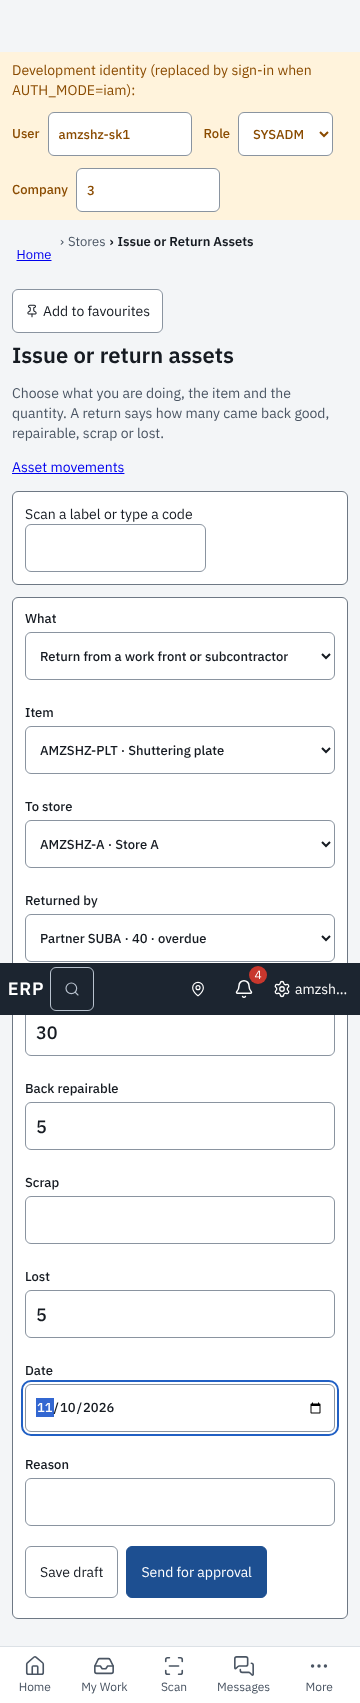 Development identity (replaced by sign-in when
AUTH_MODE=iam):
User amzshz-sk1 Role SYSADM
Company 3
Home › Stores › Issue or Return Assets
Add to favourites
Issue or return assets
Choose what you are doing, the item and the
quantity. A return says how many came back good,
repairable, scrap or lost.
Asset movements
Scan a label or type a code
What
Return from a work front or subcontractor
Item
AMZSHZ-PLT · Shuttering plate
To store
AMZSHZ-A · Store A
Returned by
Partner SUBA · 40 · overdue
ERP 4 amzsh...
30
Back repairable
5
Scrap
Lost
5
Date
11/10/2026
Reason
Save draft Send for approval
Home My Work Scan Messages More